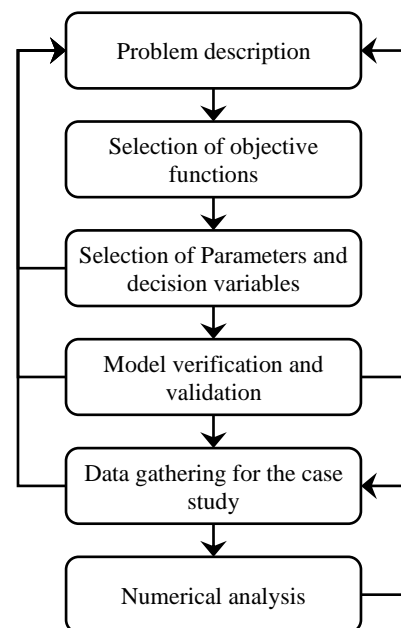 Problem description
Selection of objective
functions
Selection of Parameters and
decision variables
Model verification and
validation
Data gathering for the case
study
Numerical analysis